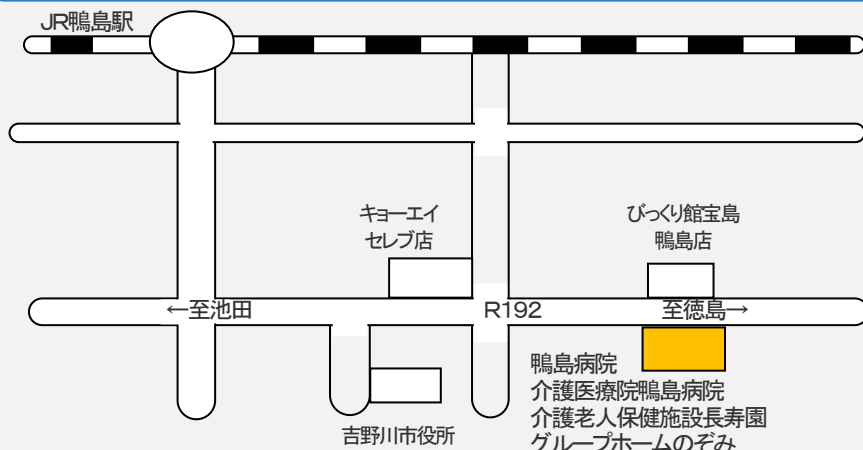 JR鴨島駅
キョーエイ
セレブ店
びっくり館宝島
鴨島店
←至池田
R192
至徳島→
鴨島病院
介護医療院鴨島病院
介護老人保健施設長寿園
グループホームのぞみ
吉野川市役所